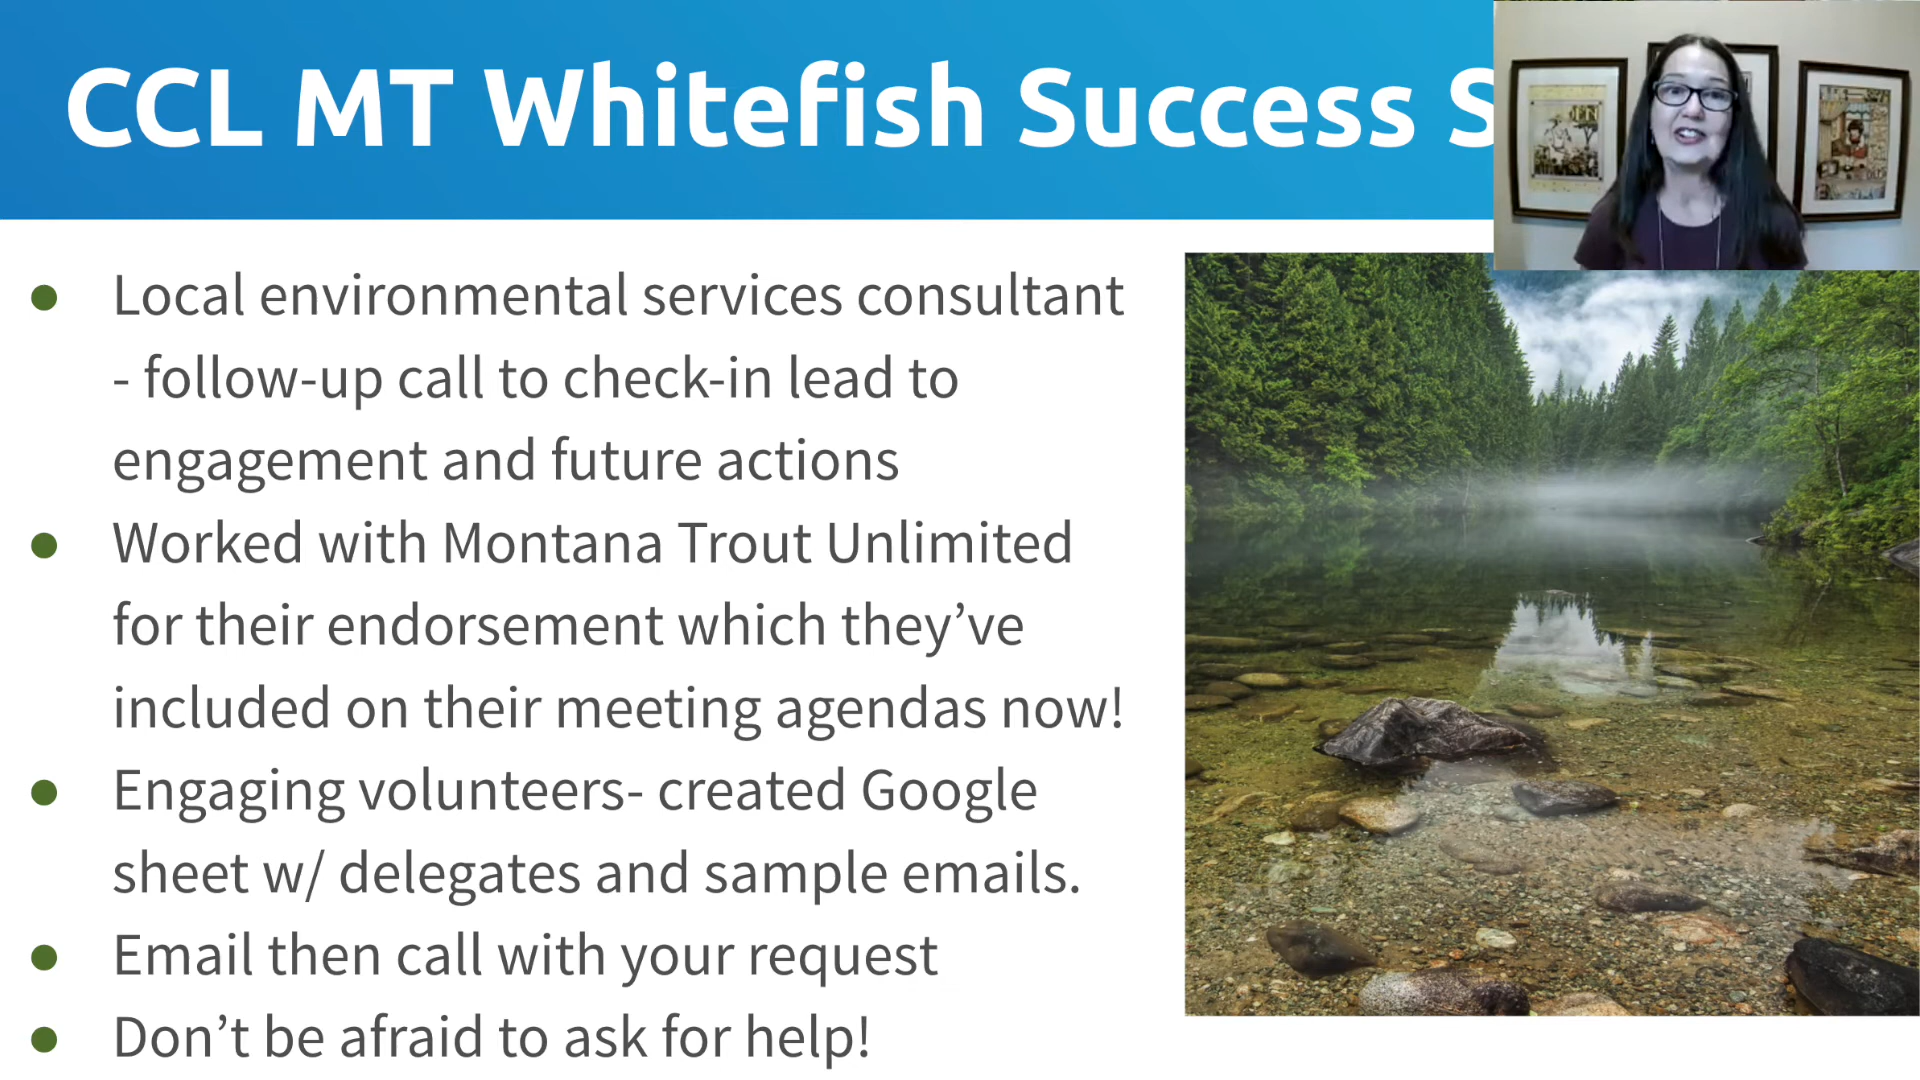 CCL MT Whitefish Success S
Local environmental services consultant
- follow-up call to check-in lead to
engagement and future actions
Worked with Montana Trout Unlimited
for their endorsement which they’ve
included on their meeting agendas now!
Engaging volunteers- created Google
sheet w/ delegates and sample emails.
Email then call with your request
Don’t be afraid to ask for help!